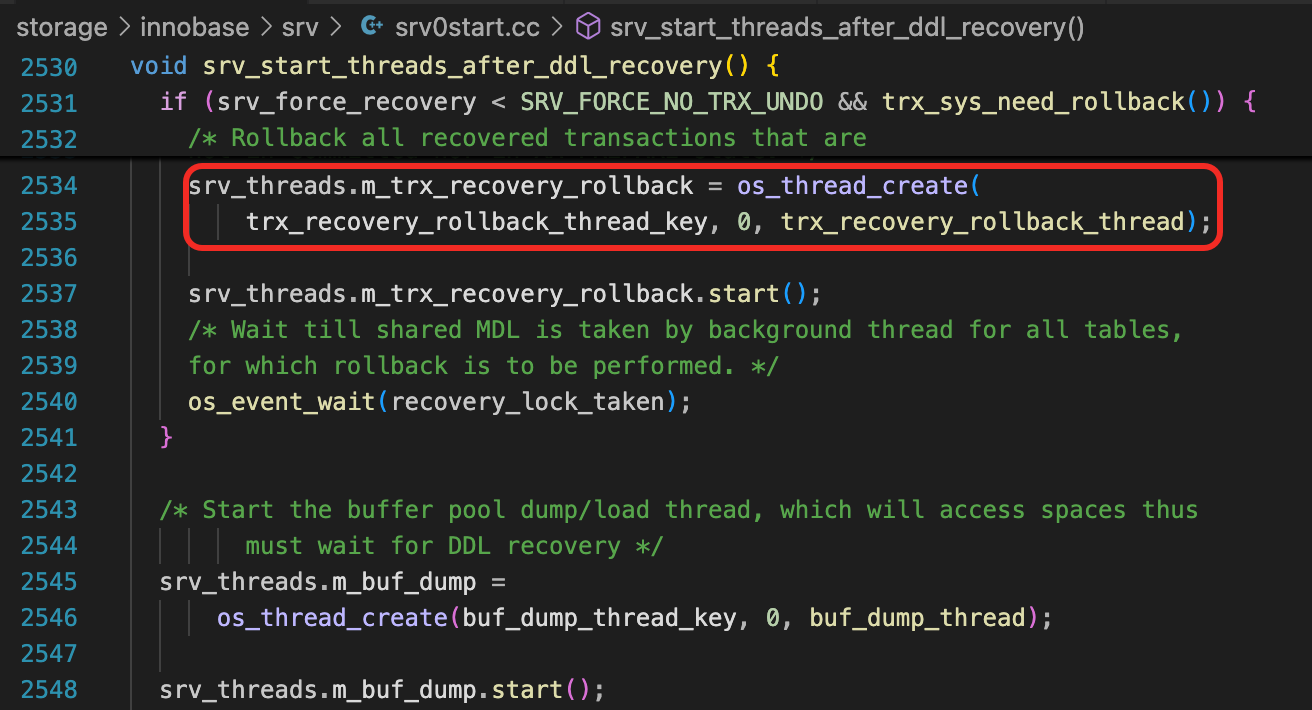 storage > innobase > srv > srv0start.cc > srv_start_threads_after_ddl_recovery()
2530 void srv_start_threads_after_ddl_recovery() {
2531   if (srv_force_recovery < SRV_FORCE_NO_TRX_UNDO && trx_sys_need_rollback()) {
2532     /* Rollback all recovered transactions that are
2534     srv_threads.m_trx_recovery_rollback = os_thread_create(
2535         trx_recovery_rollback_thread_key, 0, trx_recovery_rollback_thread);
2536
2537     srv_threads.m_trx_recovery_rollback.start();
2538     /* Wait till shared MDL is taken by background thread for all tables,
2539     for which rollback is to be performed. */
2540     os_event_wait(recovery_lock_taken);
2541   }
2542
2543   /* Start the buffer pool dump/load thread, which will access spaces thus
2544         must wait for DDL recovery */
2545   srv_threads.m_buf_dump =
2546       os_thread_create(buf_dump_thread_key, 0, buf_dump_thread);
2547
2548   srv_threads.m_buf_dump.start();